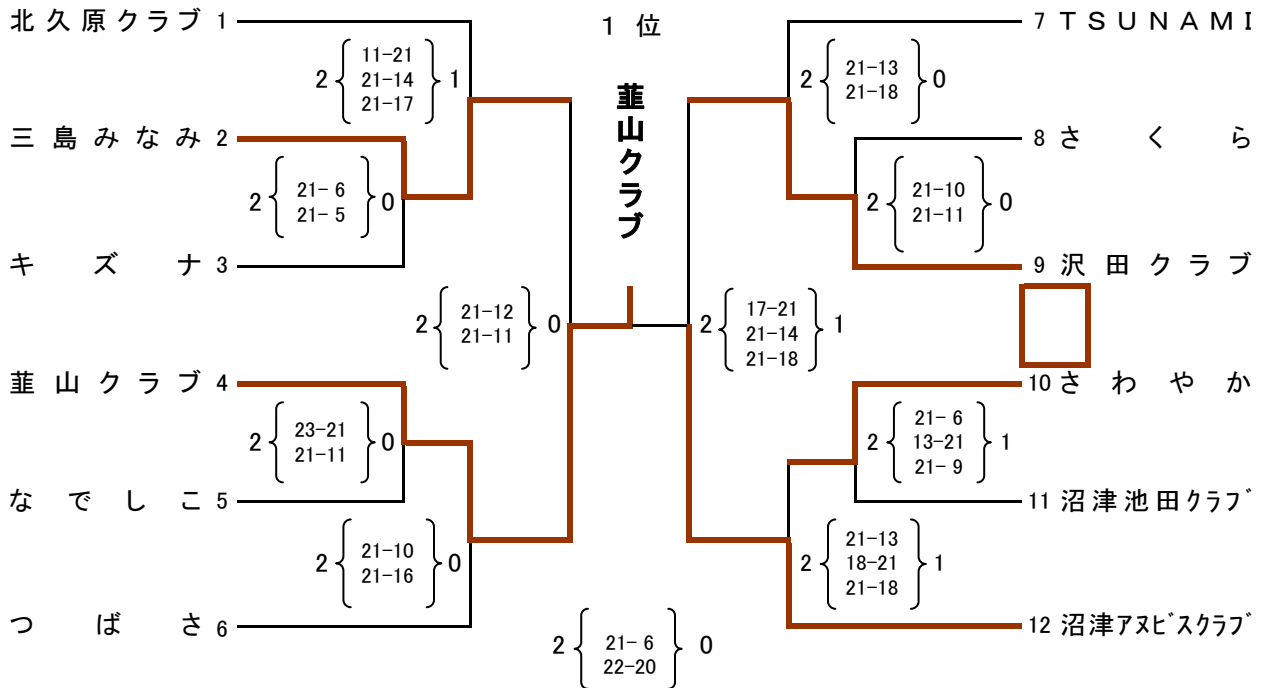 北久原クラブ 1
1 位
7 TSUNAMI
2 11-21 1
21-14
21-17
2 21-13 0
21-18
韮山クラブ
三島みなみ 2
8 さくら
2 21- 6 0
21- 5
2 21-10 0
21-11
キズナ 3
9 沢田クラブ
2 21-12 0
21-11
2 17-21 1
21-14
21-18
韮山クラブ 4
10 さわやか
2 23-21 0
21-11
2 21- 6 1
13-21
21- 9
なでしこ 5
11 沼津池田クラブ
2 21-10 0
21-16
2 21-13 1
18-21
21-18
つばさ 6
12 沼津アヌビスクラブ
2 21- 6 0
22-20